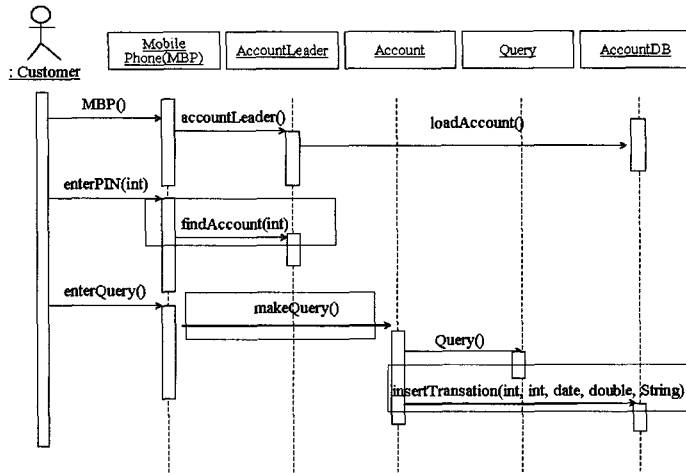 Mobile
Phone(MBP)
AccountLeader
Account
Query
AccountDB
: Customer
MBP()
accountLeader()
loadAccount()
enterPIN(int)
findAccount(int)
enterQuery()
makeQuery()
Query()
insertTransation(int, int, date, double, String)